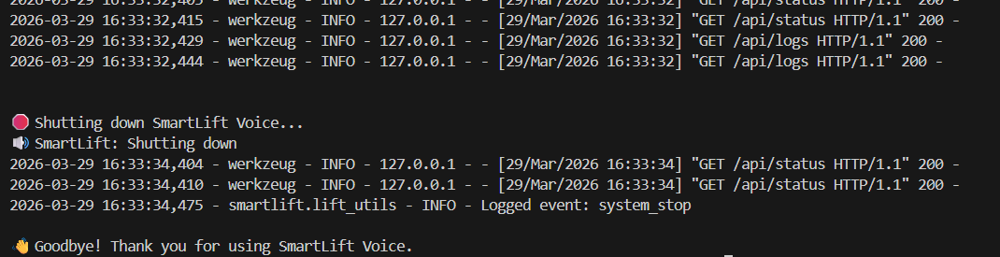 2026-03-29 16:33:32,405 - werkzeug - INFO - 127.0.0.1 - - [29/Mar/2026 16:33:32] "GET /api/status HTTP/1.1" 200 -
2026-03-29 16:33:32,415 - werkzeug - INFO - 127.0.0.1 - - [29/Mar/2026 16:33:32] "GET /api/status HTTP/1.1" 200 -
2026-03-29 16:33:32,429 - werkzeug - INFO - 127.0.0.1 - - [29/Mar/2026 16:33:32] "GET /api/logs HTTP/1.1" 200 -
2026-03-29 16:33:32,444 - werkzeug - INFO - 127.0.0.1 - - [29/Mar/2026 16:33:32] "GET /api/logs HTTP/1.1" 200 -
🛑 Shutting down SmartLift Voice...
🔊 SmartLift: Shutting down
2026-03-29 16:33:34,404 - werkzeug - INFO - 127.0.0.1 - - [29/Mar/2026 16:33:34] "GET /api/status HTTP/1.1" 200 -
2026-03-29 16:33:34,410 - werkzeug - INFO - 127.0.0.1 - - [29/Mar/2026 16:33:34] "GET /api/status HTTP/1.1" 200 -
2026-03-29 16:33:34,475 - smartlift.lift_utils - INFO - Logged event: system_stop
👋 Goodbye! Thank you for using SmartLift Voice.